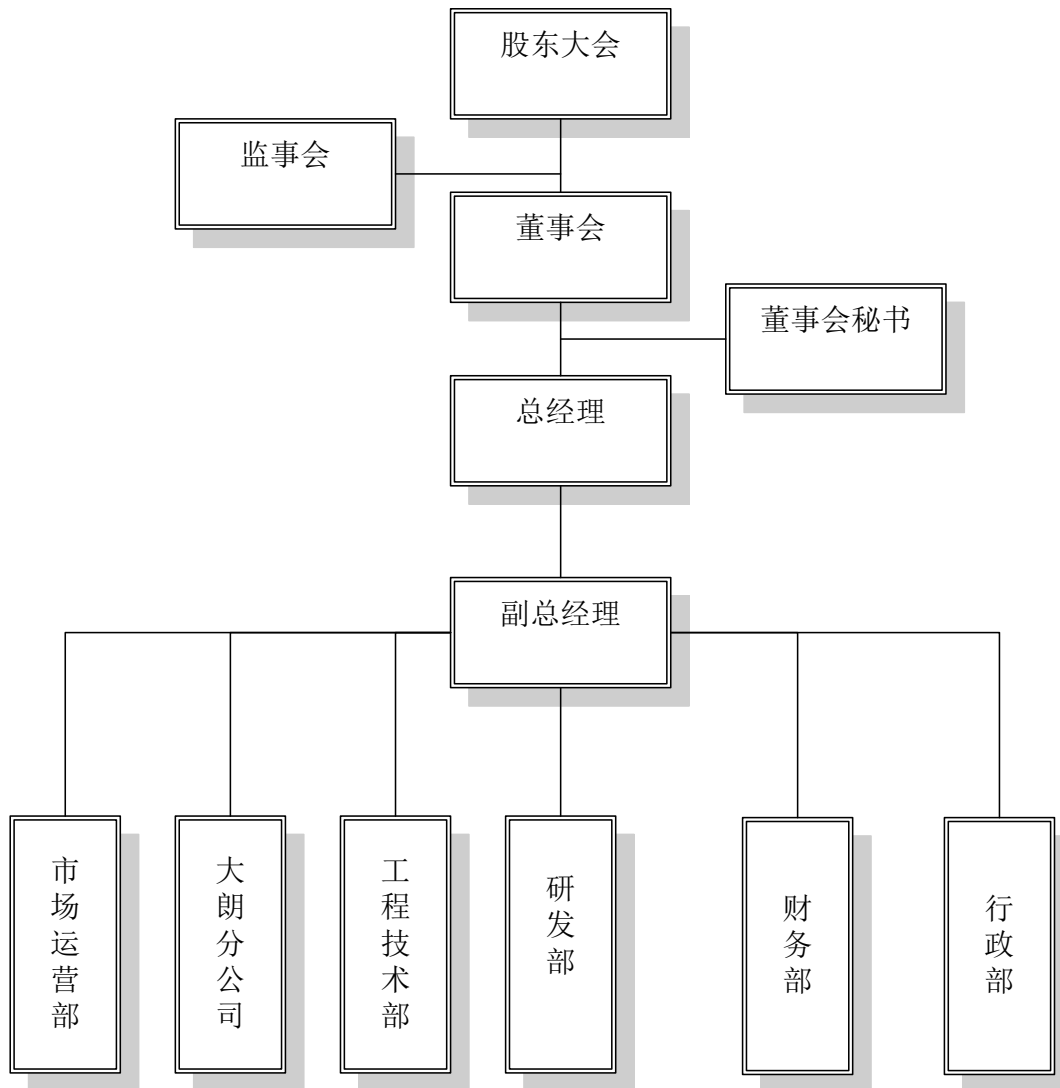 股东大会
监事会
董事会
董事会秘书
总经理
副总经理
市场运营部
大朗分公司
工程技术部
研发部
财务部
行政部